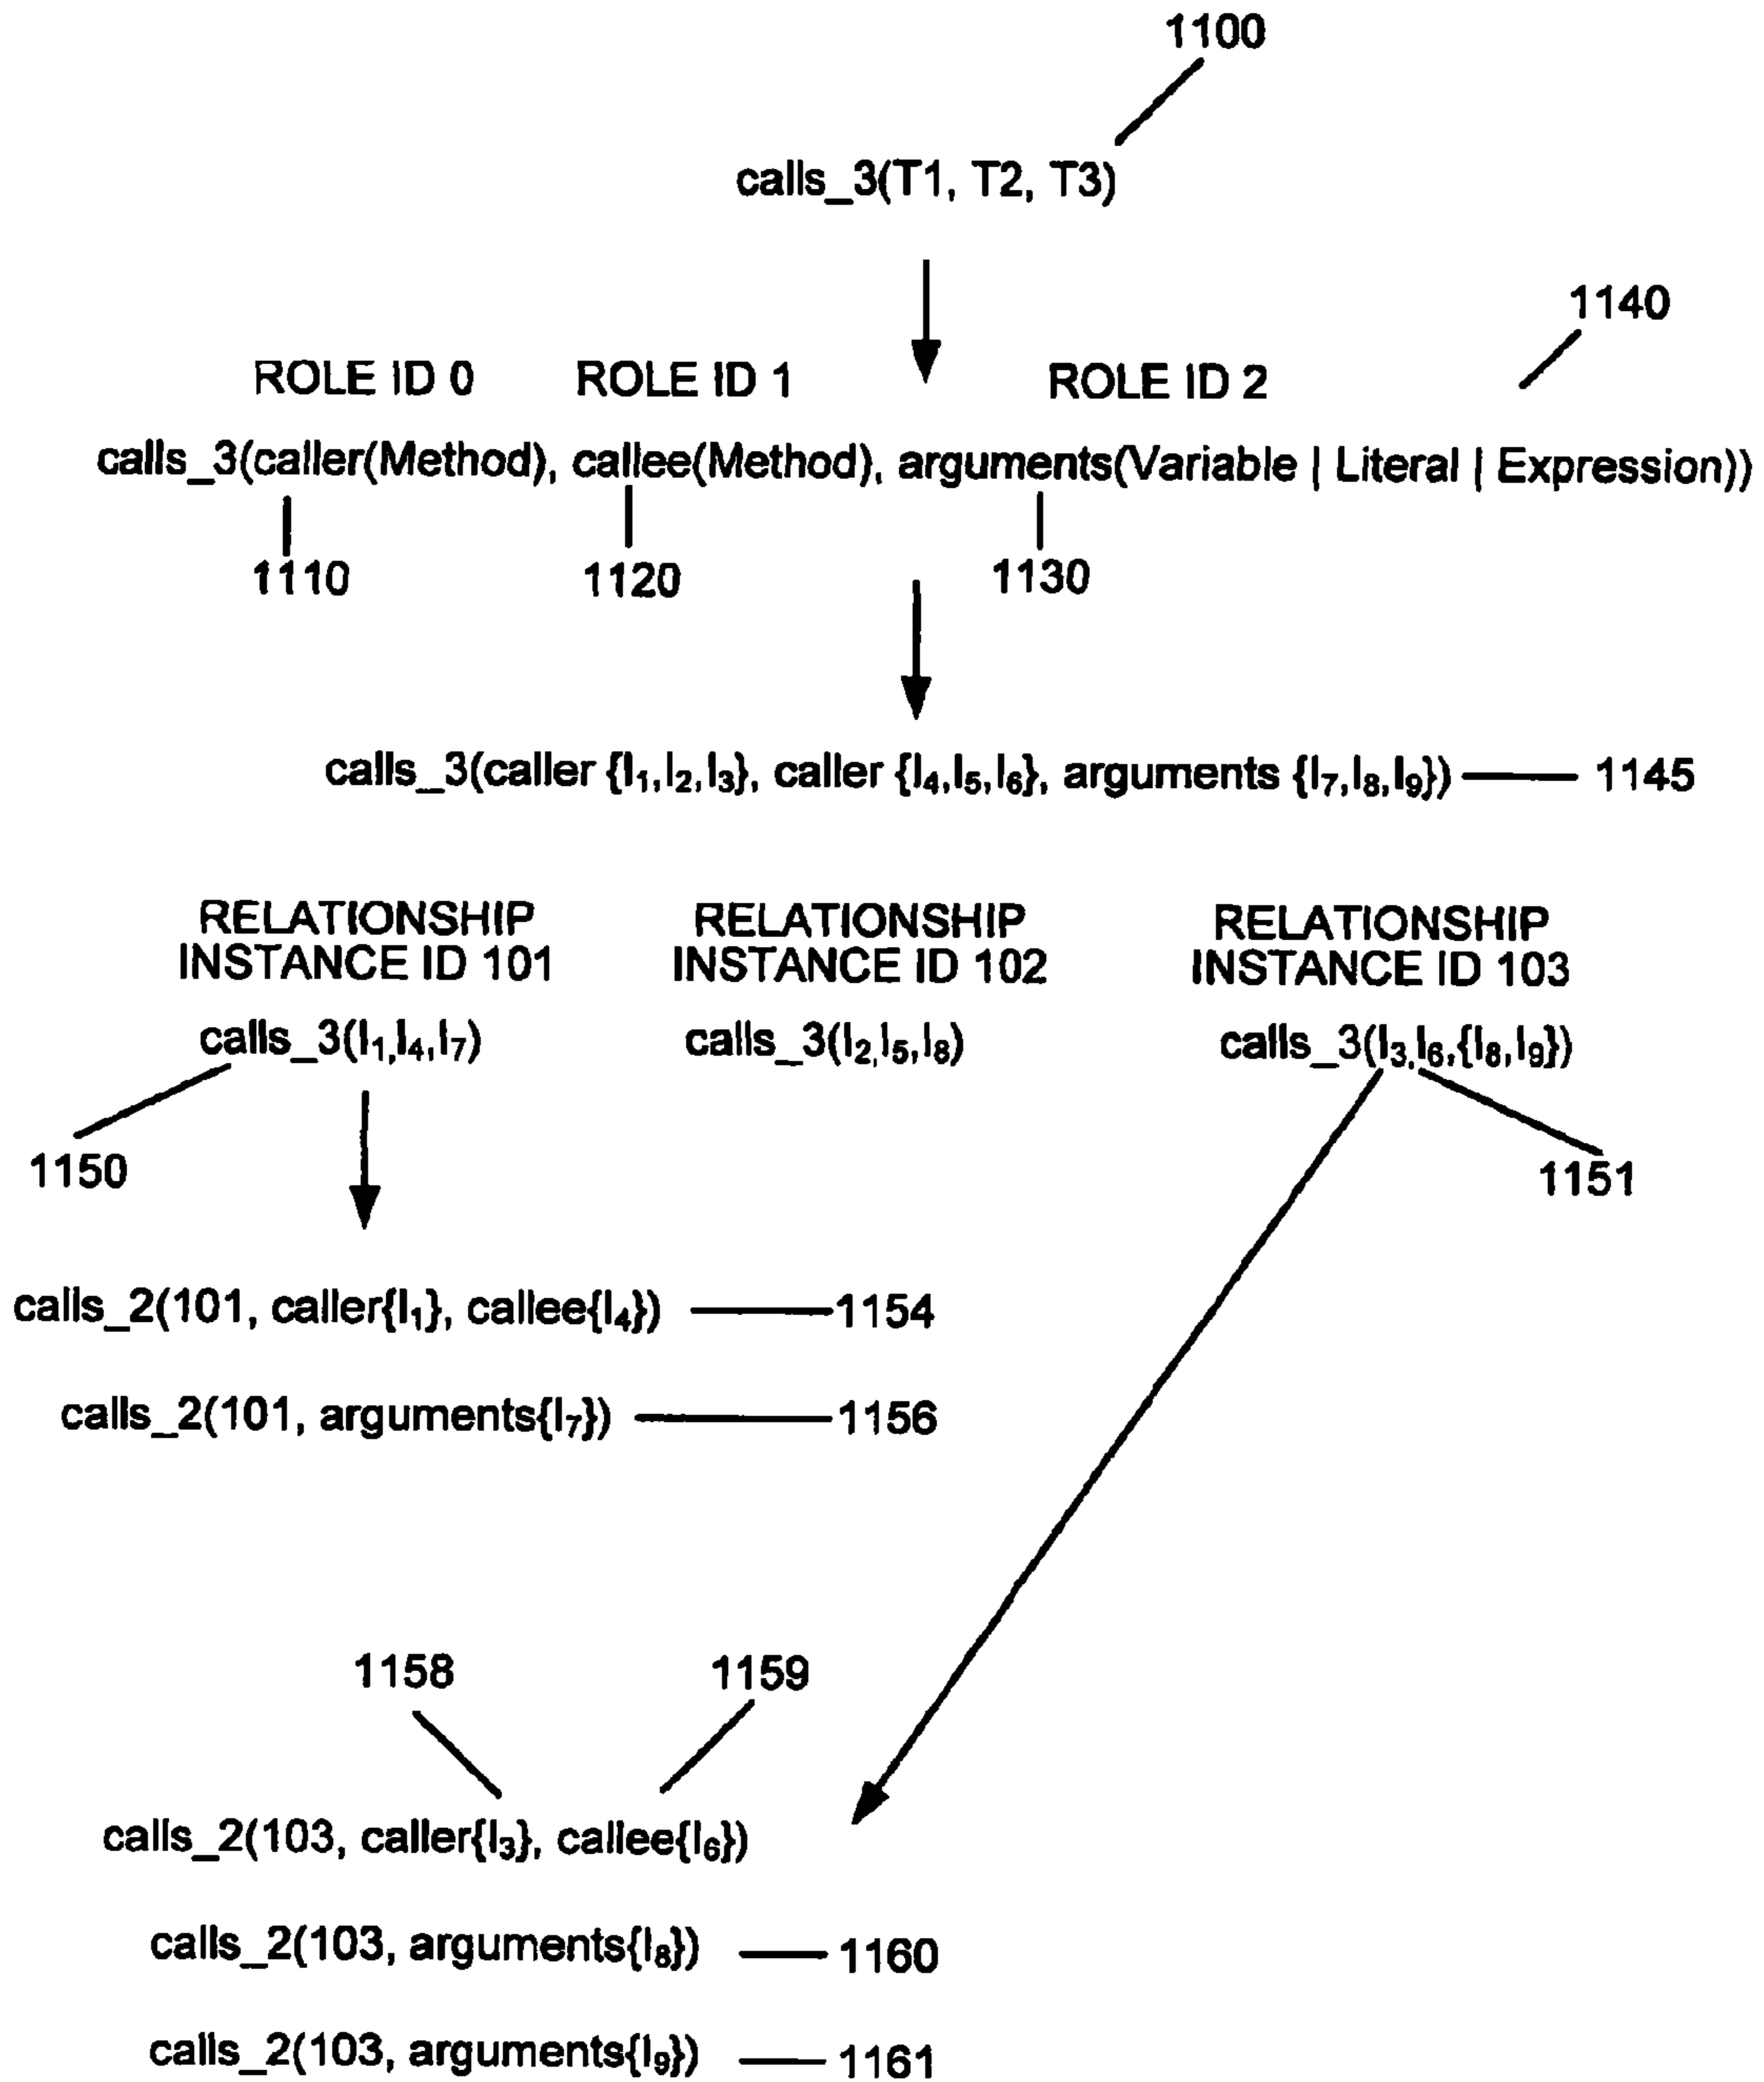 1100
calls_3(T1, T2, T3)
1140
ROLE ID 0 ROLE ID 1 ROLE ID 2
calls_3(caller(Method), callee(Method), arguments(Variable | Literal | Expression))
1110 1120 1130
calls_3(caller {I₁,I₂,I₃}, caller {I₄,I₅,I₆}, arguments {I₇,I₈,I₉}) 1145
RELATIONSHIP RELATIONSHIP RELATIONSHIP
INSTANCE ID 101 INSTANCE ID 102 INSTANCE ID 103
calls_3(I₁,I₄,I₇) calls_3(I₂,I₅,I₈) calls_3(I₃,I₆,{I₈,I₉})
1150 1151
calls_2(101, caller{I₁}, callee{I₄}) 1154
calls_2(101, arguments{I₇}) 1156
1158 1159
calls_2(103, caller{I₃}, callee{I₆})
calls_2(103, arguments{I₈}) 1160
calls_2(103, arguments{I₉}) 1161